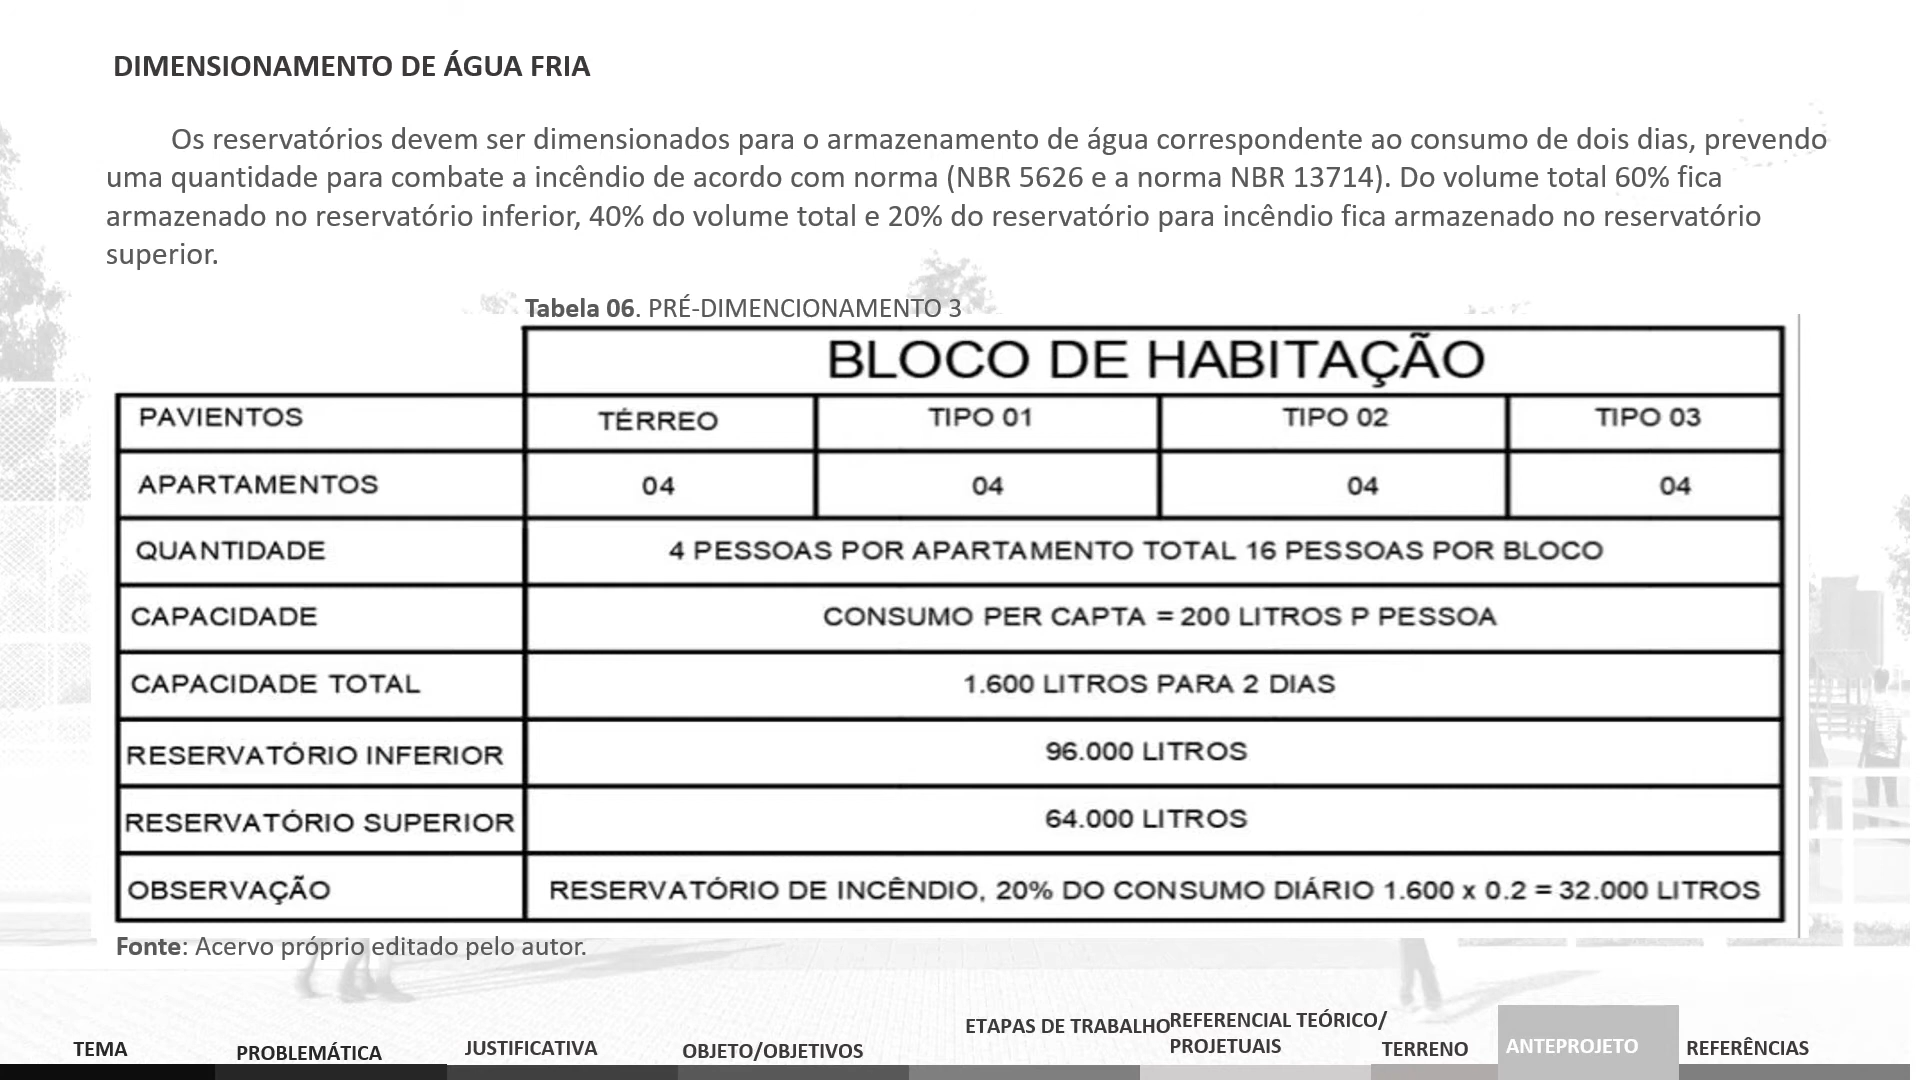 DIMENSIONAMENTO DE ÁGUA FRIA
Os reservatórios devem ser dimensionados para o armazenamento de água correspondente ao consumo de dois dias, prevendo
uma quantidade para combate a incêndio de acordo com norma (NBR 5626 e a norma NBR 13714). Do volume total 60% fica
armazenado no reservatório inferior, 40% do volume total e 20% do reservatório para incêndio fica armazenado no reservatório
superior.
Tabela 06. PRÉ-DIMENCIONAMENTO 3
BLOCO DE HABITAÇÃO
PAVIENTOS TÉRREO TIPO 01 TIPO 02 TIPO 03
APARTAMENTOS 04 04 04 04
QUANTIDADE 4 PESSOAS POR APARTAMENTO TOTAL 16 PESSOAS POR BLOCO
CAPACIDADE CONSUMO PER CAPTA = 200 LITROS P PESSOA
CAPACIDADE TOTAL 1.600 LITROS PARA 2 DIAS
RESERVATÓRIO INFERIOR 96.000 LITROS
RESERVATÓRIO SUPERIOR 64.000 LITROS
OBSERVAÇÃO RESERVATÓRIO DE INCÊNDIO, 20% DO CONSUMO DIÁRIO 1.600 x 0.2 = 32.000 LITROS
Fonte: Acervo próprio editado pelo autor.
TEMA
PROBLEMÁTICA
JUSTIFICATIVA
OBJETO/OBJETIVOS
ETAPAS DE TRABALHO
REFERENCIAL TEÓRICO/
PROJETUAIS
TERRENO
ANTEPROJETO
REFERÊNCIAS